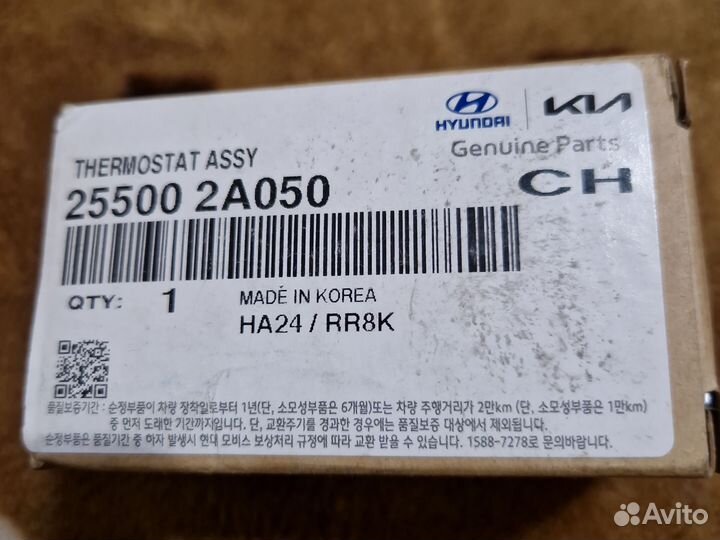 HYUNDAI
KIA
Genuine Parts
THERMOSTAT ASSY
CH
25500 2A050
QTY: 1
MADE IN KOREA
HA24 / RR8K
품질보증기간 : 순정부품이 차량 장착일로부터 1년(단, 소모성부품은 6개월)또는 차량 주행거리가 2만km (단, 소모성부품은 1만km)
중 먼저 도래한 기간까지입니다. 단, 교환주기를 경과한 경우에는 품질보증 대상에서 제외됩니다.
순정부품은 품질보증기간 중 하자 발생시 현대 모비스 보상처리 규정에 따라 교환 받을 수 있습니다. 1588-7278로 문의바랍니다.
Avito